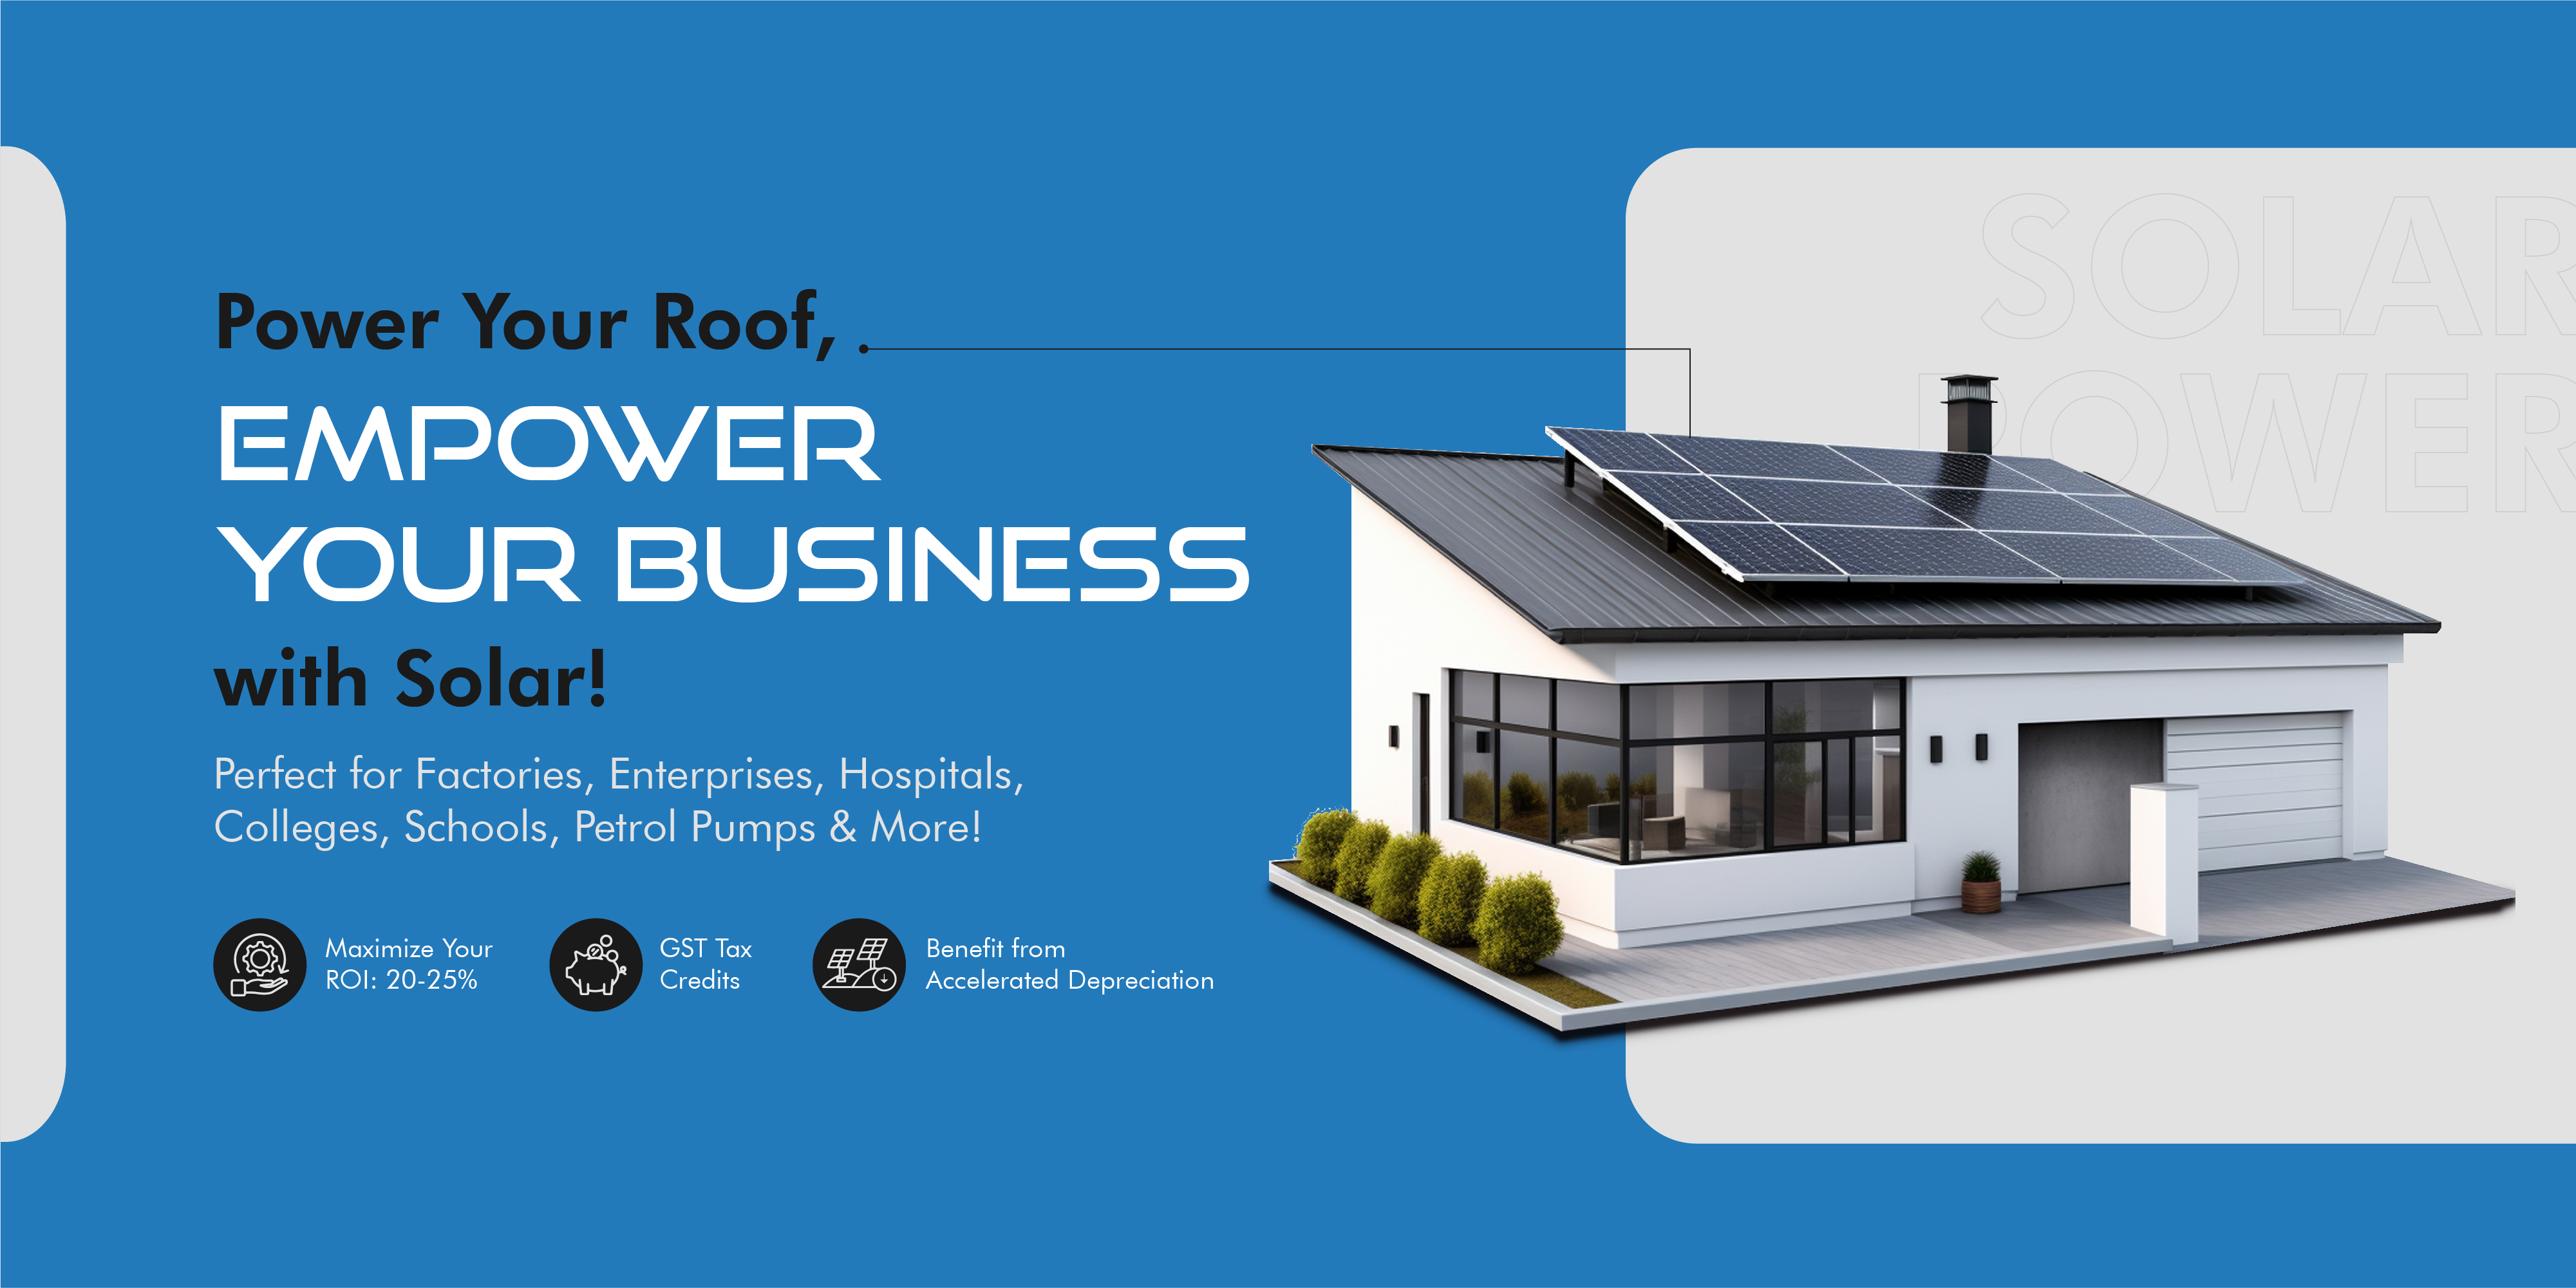 Power Your Roof,
EMPOWER
YOUR BUSINESS
with Solar!
Perfect for Factories, Enterprises, Hospitals,
Colleges, Schools, Petrol Pumps & More!
Maximize Your
ROI: 20-25%
GST Tax
Credits
Benefit from
Accelerated Depreciation
SOLAR
POWER